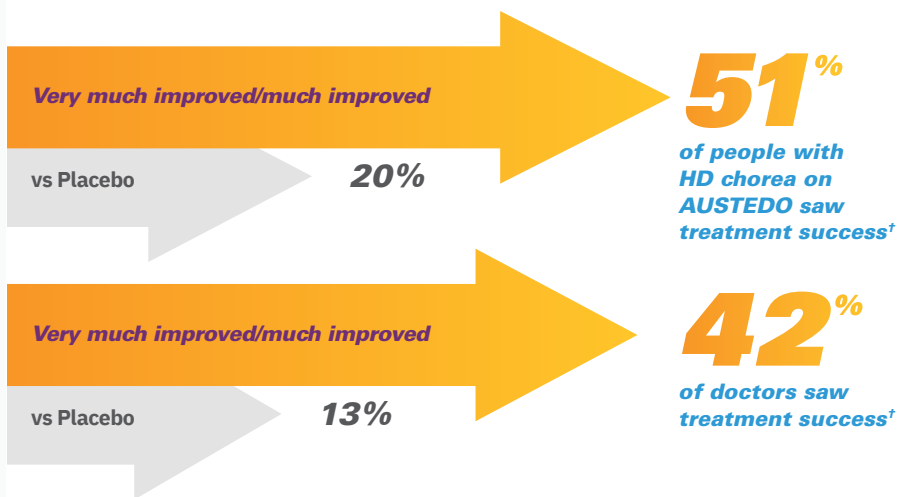 Very much improved/much improved
51%
vs Placebo
20%
of people with
HD chorea on
AUSTEDO saw
treatment success†
Very much improved/much improved
42%
vs Placebo
13%
of doctors saw
treatment success†